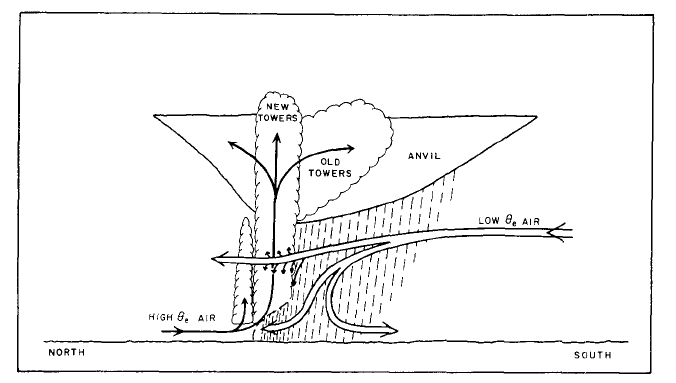 NEW
TOWERS
OLD
TOWERS
ANVIL
LOW θe AIR
HIGH θe AIR
NORTH
SOUTH